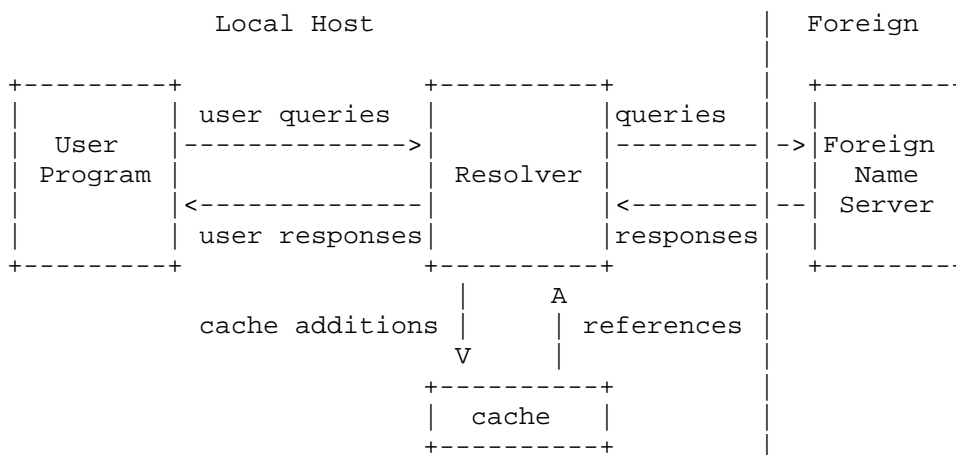 Local Host | Foreign
|
+---------+ +----------+ | +--------
| | user queries | |queries | | |
| User |-------------->| |---------|->|Foreign
| Program | | Resolver | | | Name
| |<--------------| |<--------|--| Server
| | user responses| |responses| | |
+---------+ +----------+ | +--------
| A |
cache additions | | references |
V | |
+----------+ |
| cache | |
+----------+ |